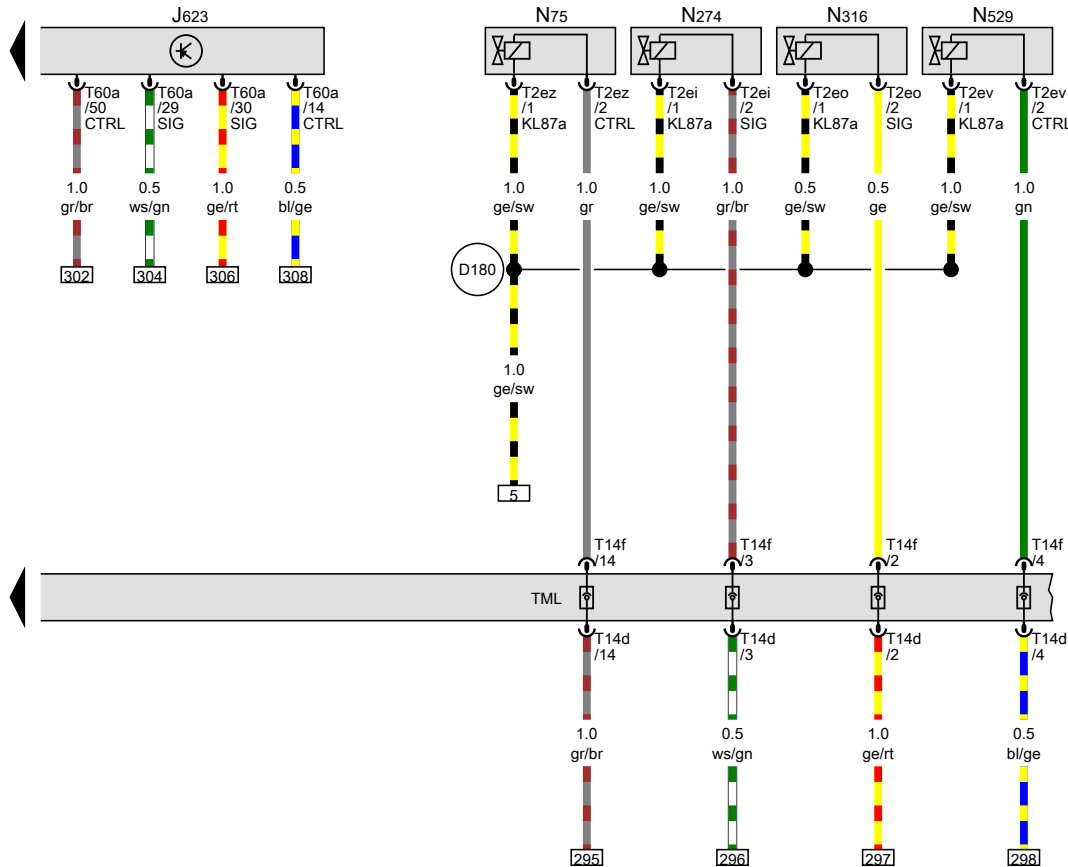 J623 N75 N274 N316 N529
T60a T60a T60a T60a T2ez T2ez T2ei T2ei T2eo T2eo T2ev T2ev
/50 /29 /30 /14 /1 /2 /1 /2 /1 /2 /1 /2
CTRL SIG SIG CTRL KL87a CTRL KL87a SIG KL87a SIG KL87a CTRL
1.0 0.5 1.0 0.5 1.0 1.0 1.0 1.0 0.5 0.5 1.0 1.0
gr/br ws/gn ge/rt bl/ge ge/sw gr ge/sw gr/br ge/sw ge ge/sw gn
302 304 306 308 D180
1.0
ge/sw
5
T14f T14f T14f T14f
/14 /3 /2 /4
TML
T14d T14d T14d T14d
/14 /3 /2 /4
1.0 0.5 1.0 0.5
gr/br ws/gn ge/rt bl/ge
295 296 297 298